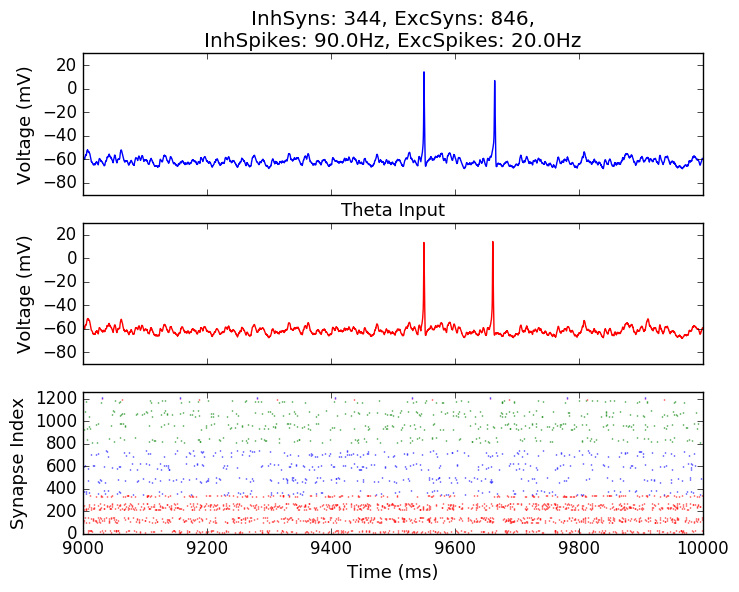 InhSyns: 344, ExcSyns: 846,
InhSpikes: 90.0Hz, ExcSpikes: 20.0Hz
Voltage (mV)
20
0
−20
−40
−60
−80
Theta Input
Voltage (mV)
20
0
−20
−40
−60
−80
Synapse Index
1200
1000
800
600
400
200
0
9000 9200 9400 9600 9800 10000
Time (ms)